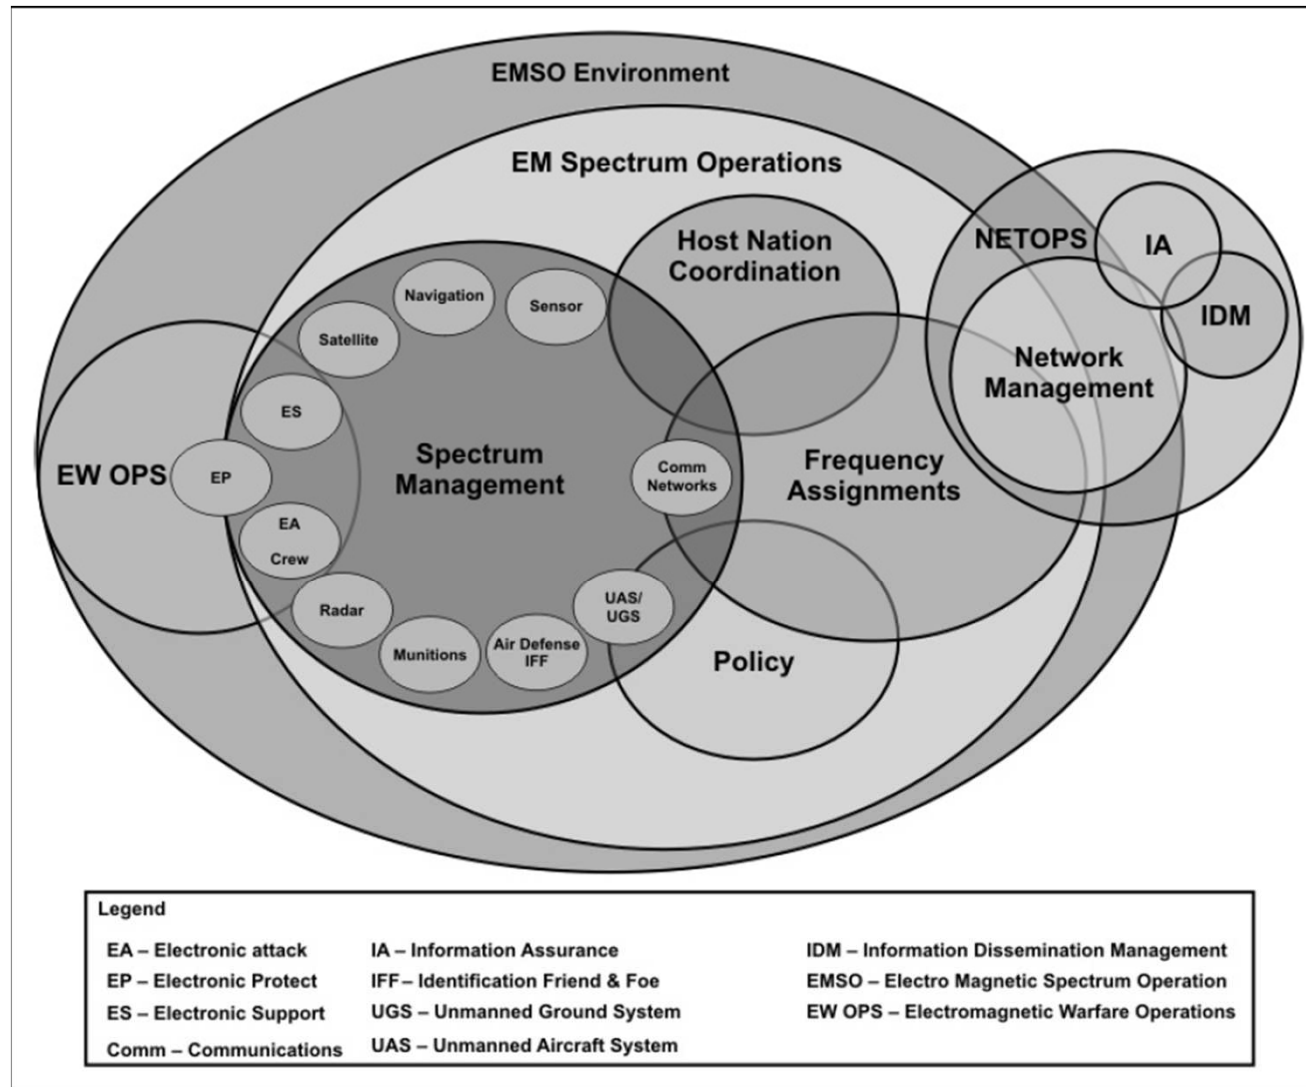 EMSO Environment
EM Spectrum Operations
Host Nation
Coordination
NETOPS
IA
IDM
Network
Management
Navigation
Sensor
Satellite
ES
EW OPS
EP
EA
Crew
Spectrum
Management
Comm
Networks
Frequency
Assignments
Radar
Munitions
Air Defense
IFF
UAS/
UGS
Policy
Legend
EA – Electronic attack
EP – Electronic Protect
ES – Electronic Support
Comm – Communications
IA – Information Assurance
IFF– Identification Friend & Foe
UGS – Unmanned Ground System
UAS – Unmanned Aircraft System
IDM – Information Dissemination Management
EMSO – Electro Magnetic Spectrum Operation
EW OPS – Electromagnetic Warfare Operations